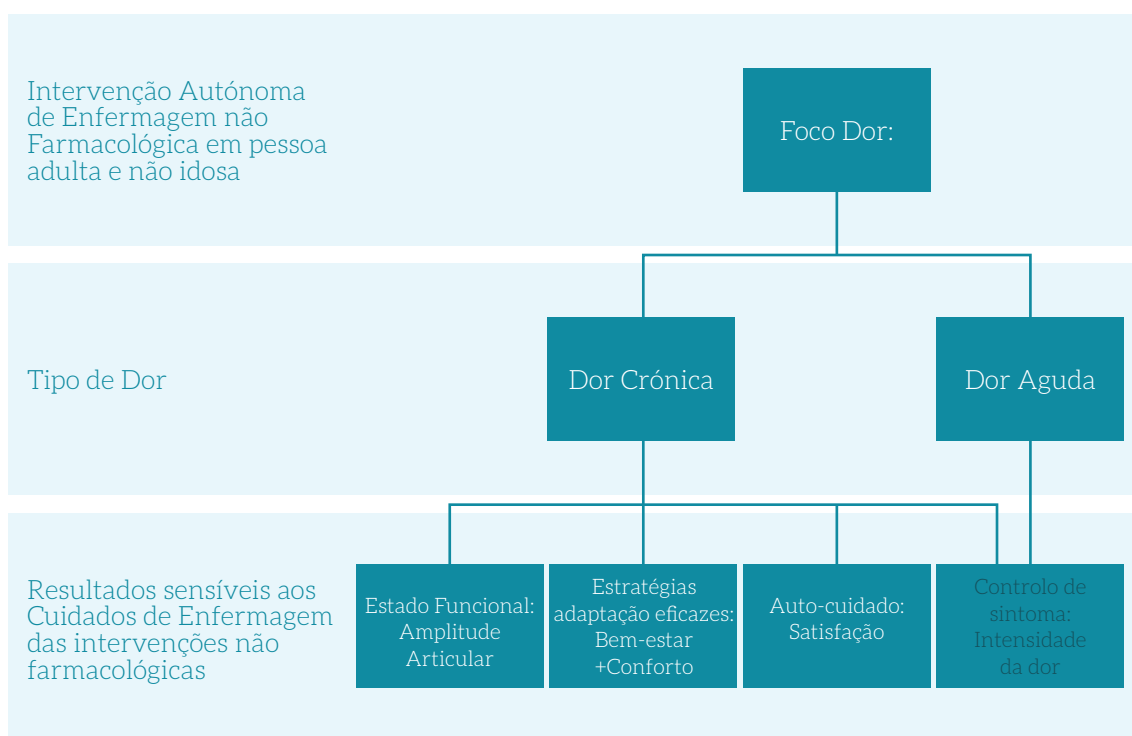 Intervenção Autónoma
de Enfermagem não
Farmacológica em pessoa
adulta e não idosa
Foco Dor:
Tipo de Dor
Dor Crónica
Dor Aguda
Resultados sensíveis aos
Cuidados de Enfermagem
das intervenções não
farmacológicas
Estado Funcional:
Amplitude
Articular
Estratégias
adaptação eficazes:
Bem-estar
+Conforto
Auto-cuidado:
Satisfação
Controlo de
sintoma:
Intensidade
da dor